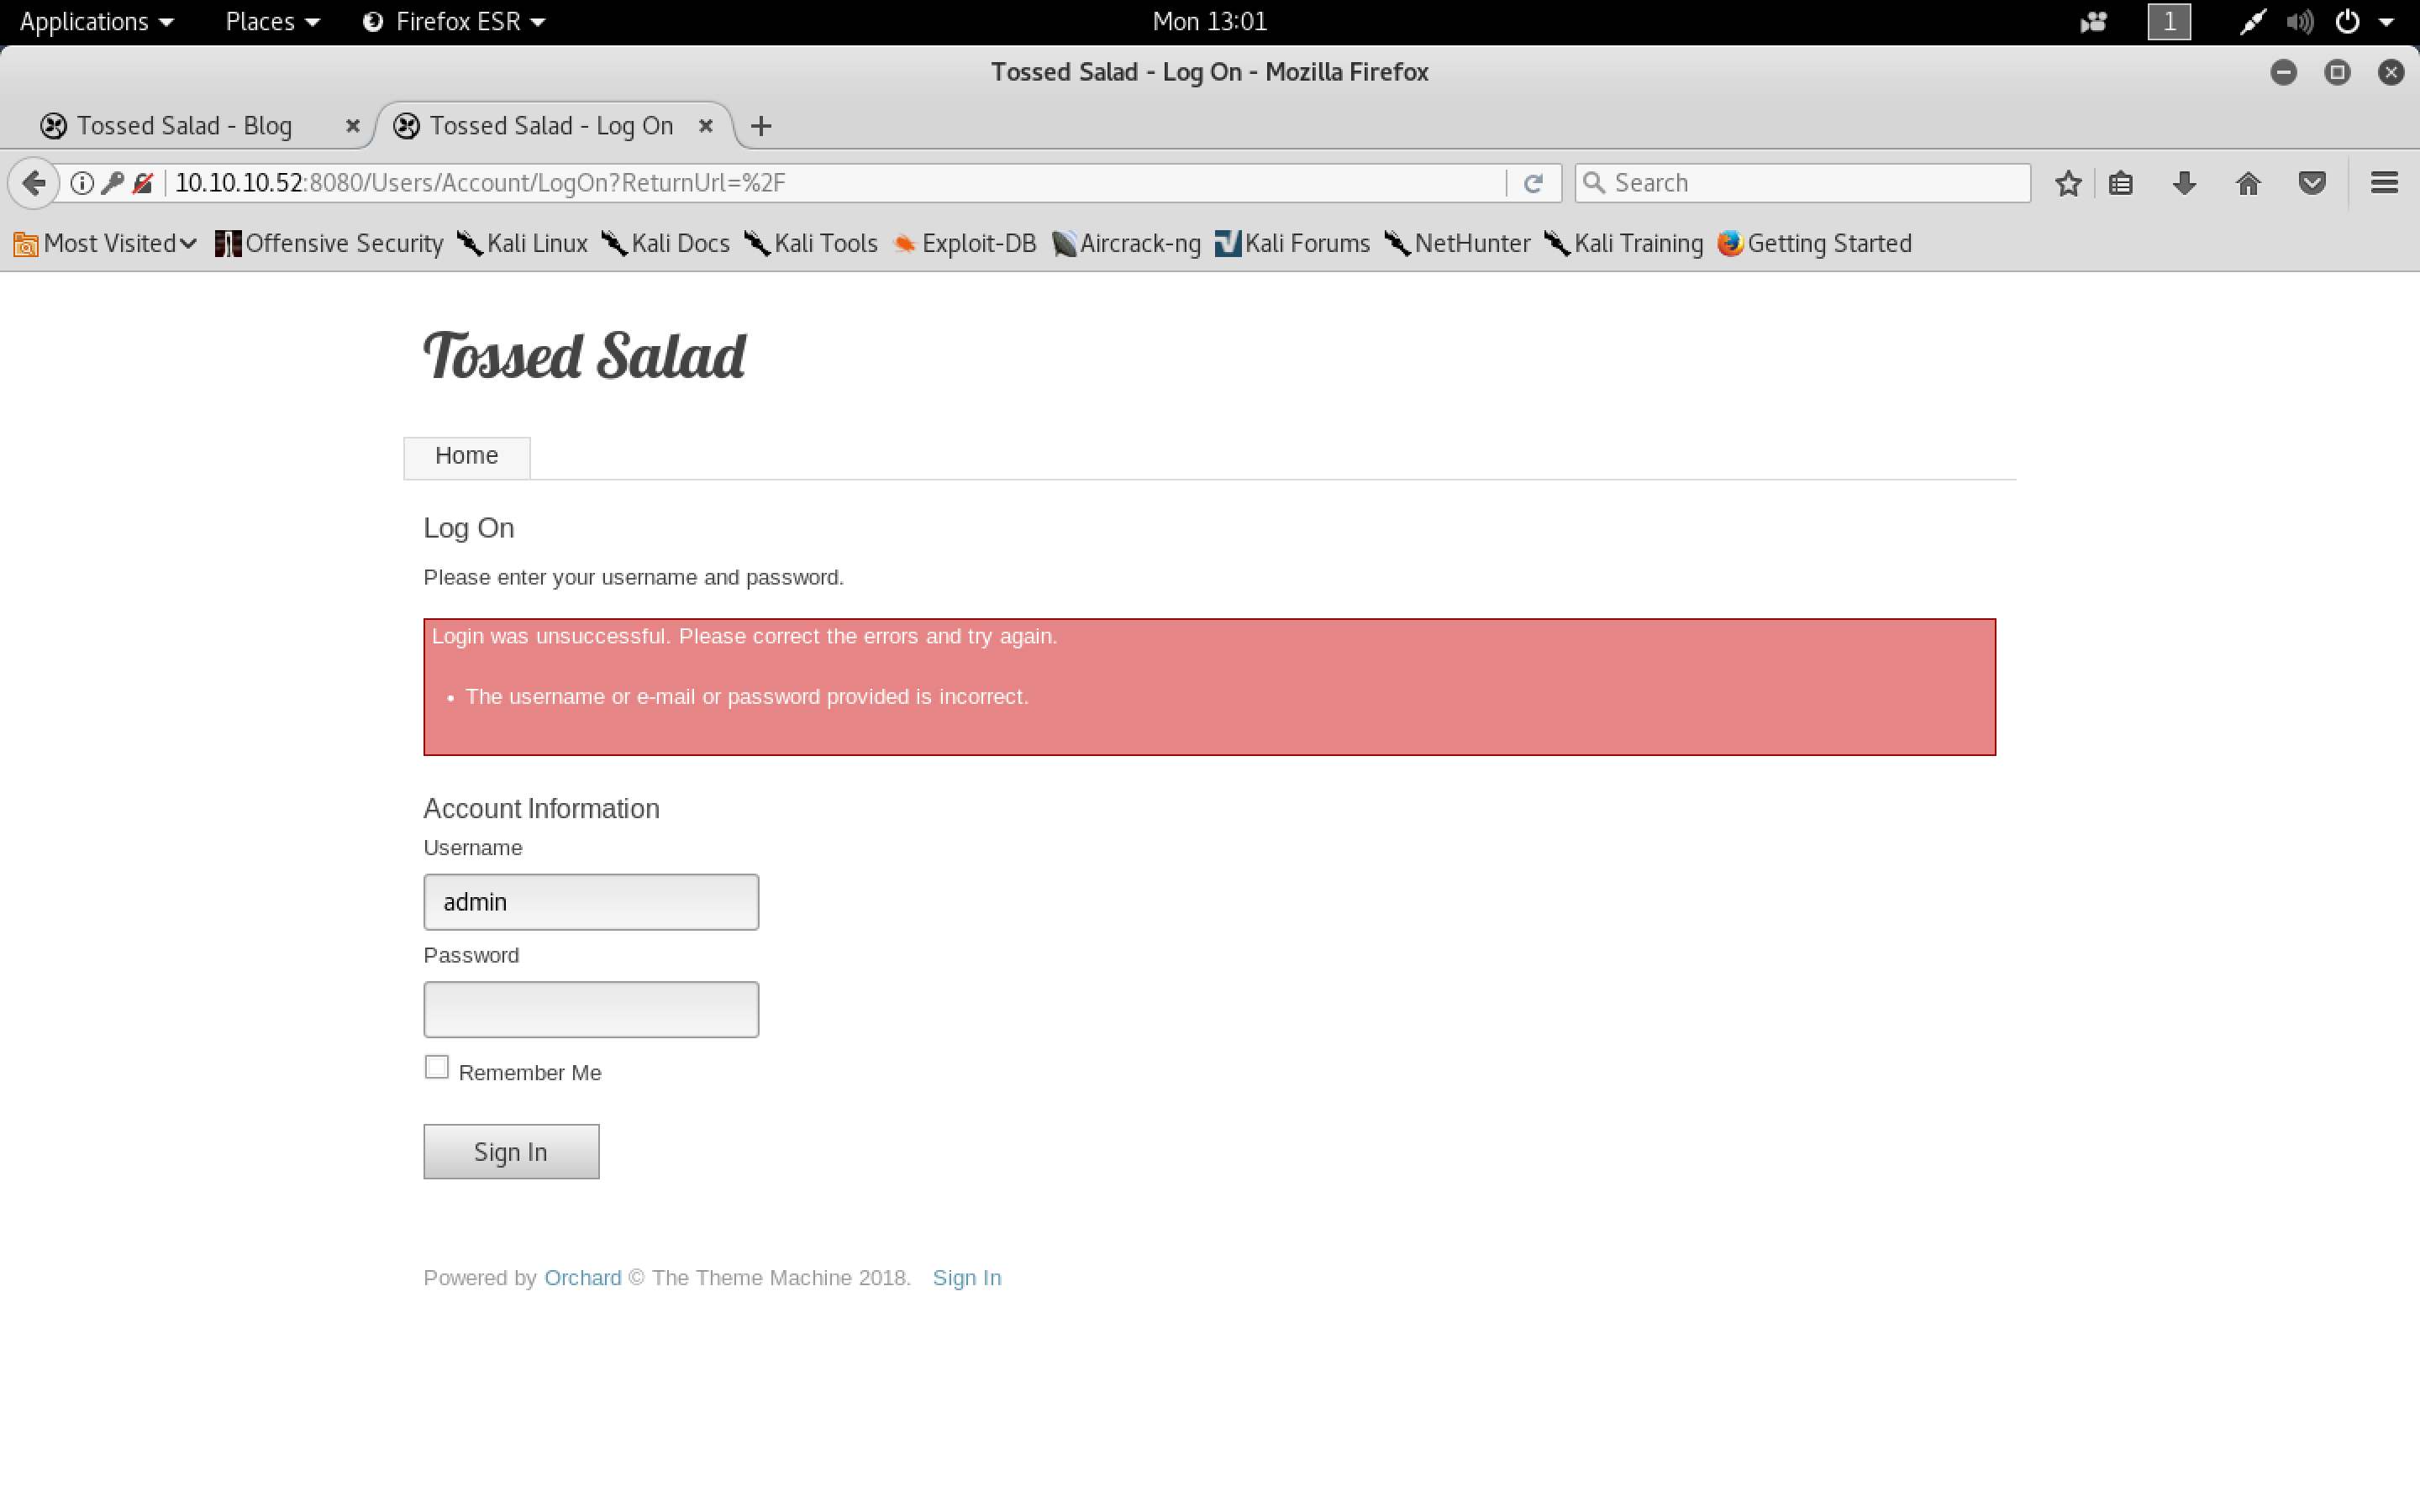 Applications Places Firefox ESR Mon 13:01 1
Tossed Salad - Log On - Mozilla Firefox
Tossed Salad - Blog Tossed Salad - Log On
10.10.10.52:8080/Users/Account/LogOn?ReturnUrl=%2F Search
Most Visited Offensive Security Kali Linux Kali Docs Kali Tools Exploit-DB Aircrack-ng Kali Forums NetHunter Kali Training Getting Started
Tossed Salad
Home
Log On
Please enter your username and password.
Login was unsuccessful. Please correct the errors and try again.
• The username or e-mail or password provided is incorrect.
Account Information
Username
admin
Password
Remember Me
Sign In
Powered by Orchard © The Theme Machine 2018. Sign In